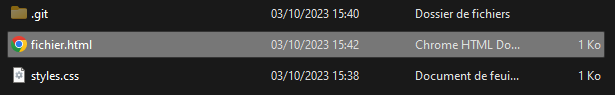 .git 03/10/2023 15:40 Dossier de fichiers
fichier.html 03/10/2023 15:42 Chrome HTML Do... 1 Ko
styles.css 03/10/2023 15:38 Document de feui... 1 Ko